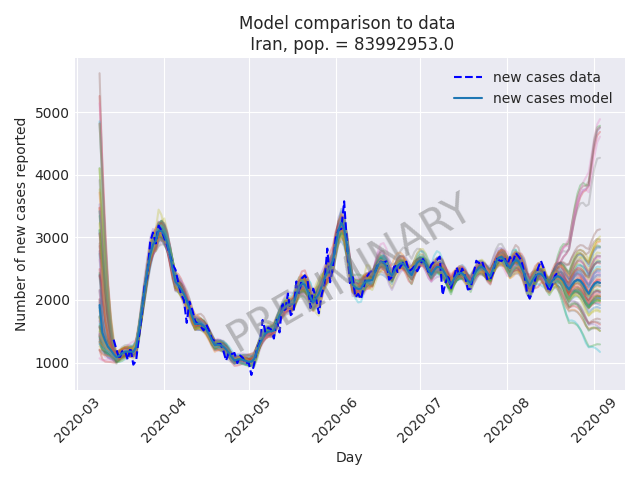 Model comparison to data
Iran, pop. = 83992953.0
new cases data
new cases model
Number of new cases reported
5000
4000
3000
2000
1000
PRELIMINARY
2020-03
2020-04
2020-05
2020-06
2020-07
2020-08
2020-09
Day